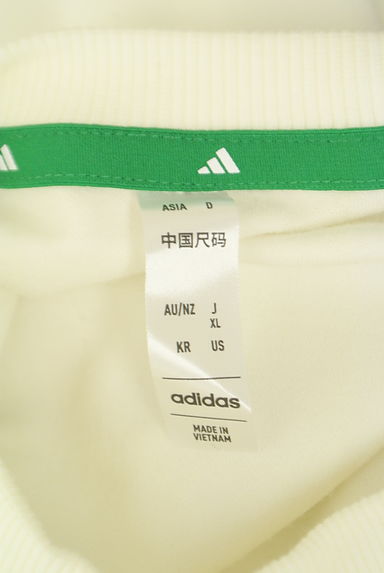 ASIA D
中国尺码
AU/NZ J
XL
KR US
adidas
MADE IN
VIETNAM